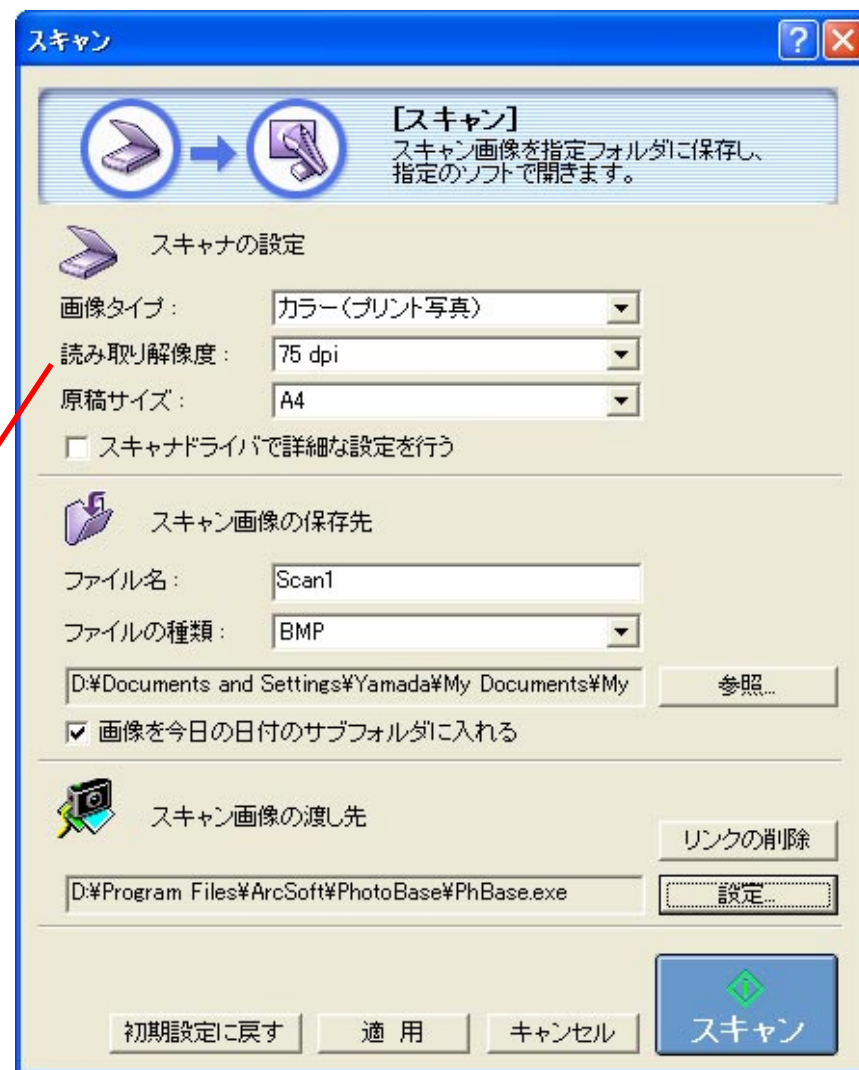 スキャン
[スキャン]
スキャン画像を指定フォルダに保存し、
指定のソフトで開きます。
スキャナの設定
画像タイプ： カラー（プリント写真）
読み取り解像度： 75 dpi
原稿サイズ： A4
スキャナドライバで詳細な設定を行う
スキャン画像の保存先
ファイル名： Scan1
ファイルの種類： BMP
D:¥Documents and Settings¥Yamada¥My Documents¥My 参照...
画像を今日の日付のサブフォルダに入れる
スキャン画像の渡し先
リンクの削除
D:¥Program Files¥ArcSoft¥PhotoBase¥PhBase.exe 設定...
初期設定に戻す 適 用 キャンセル スキャン